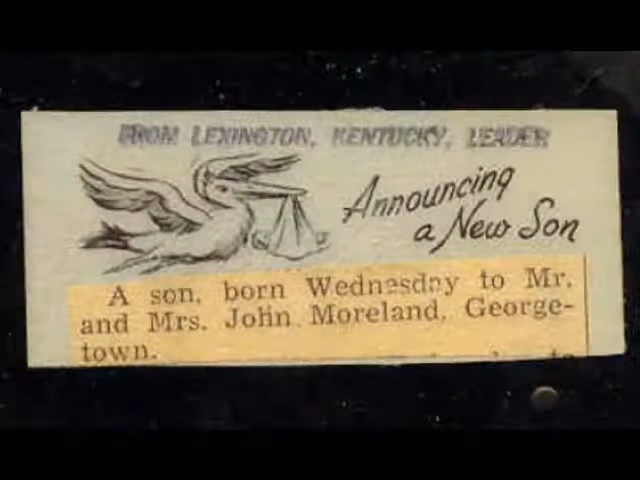 FROM LEXINGTON, KENTUCKY, LEADER
Announcing
a New Son
A son, born Wednesday to Mr.
and Mrs. John Moreland, George-
town.